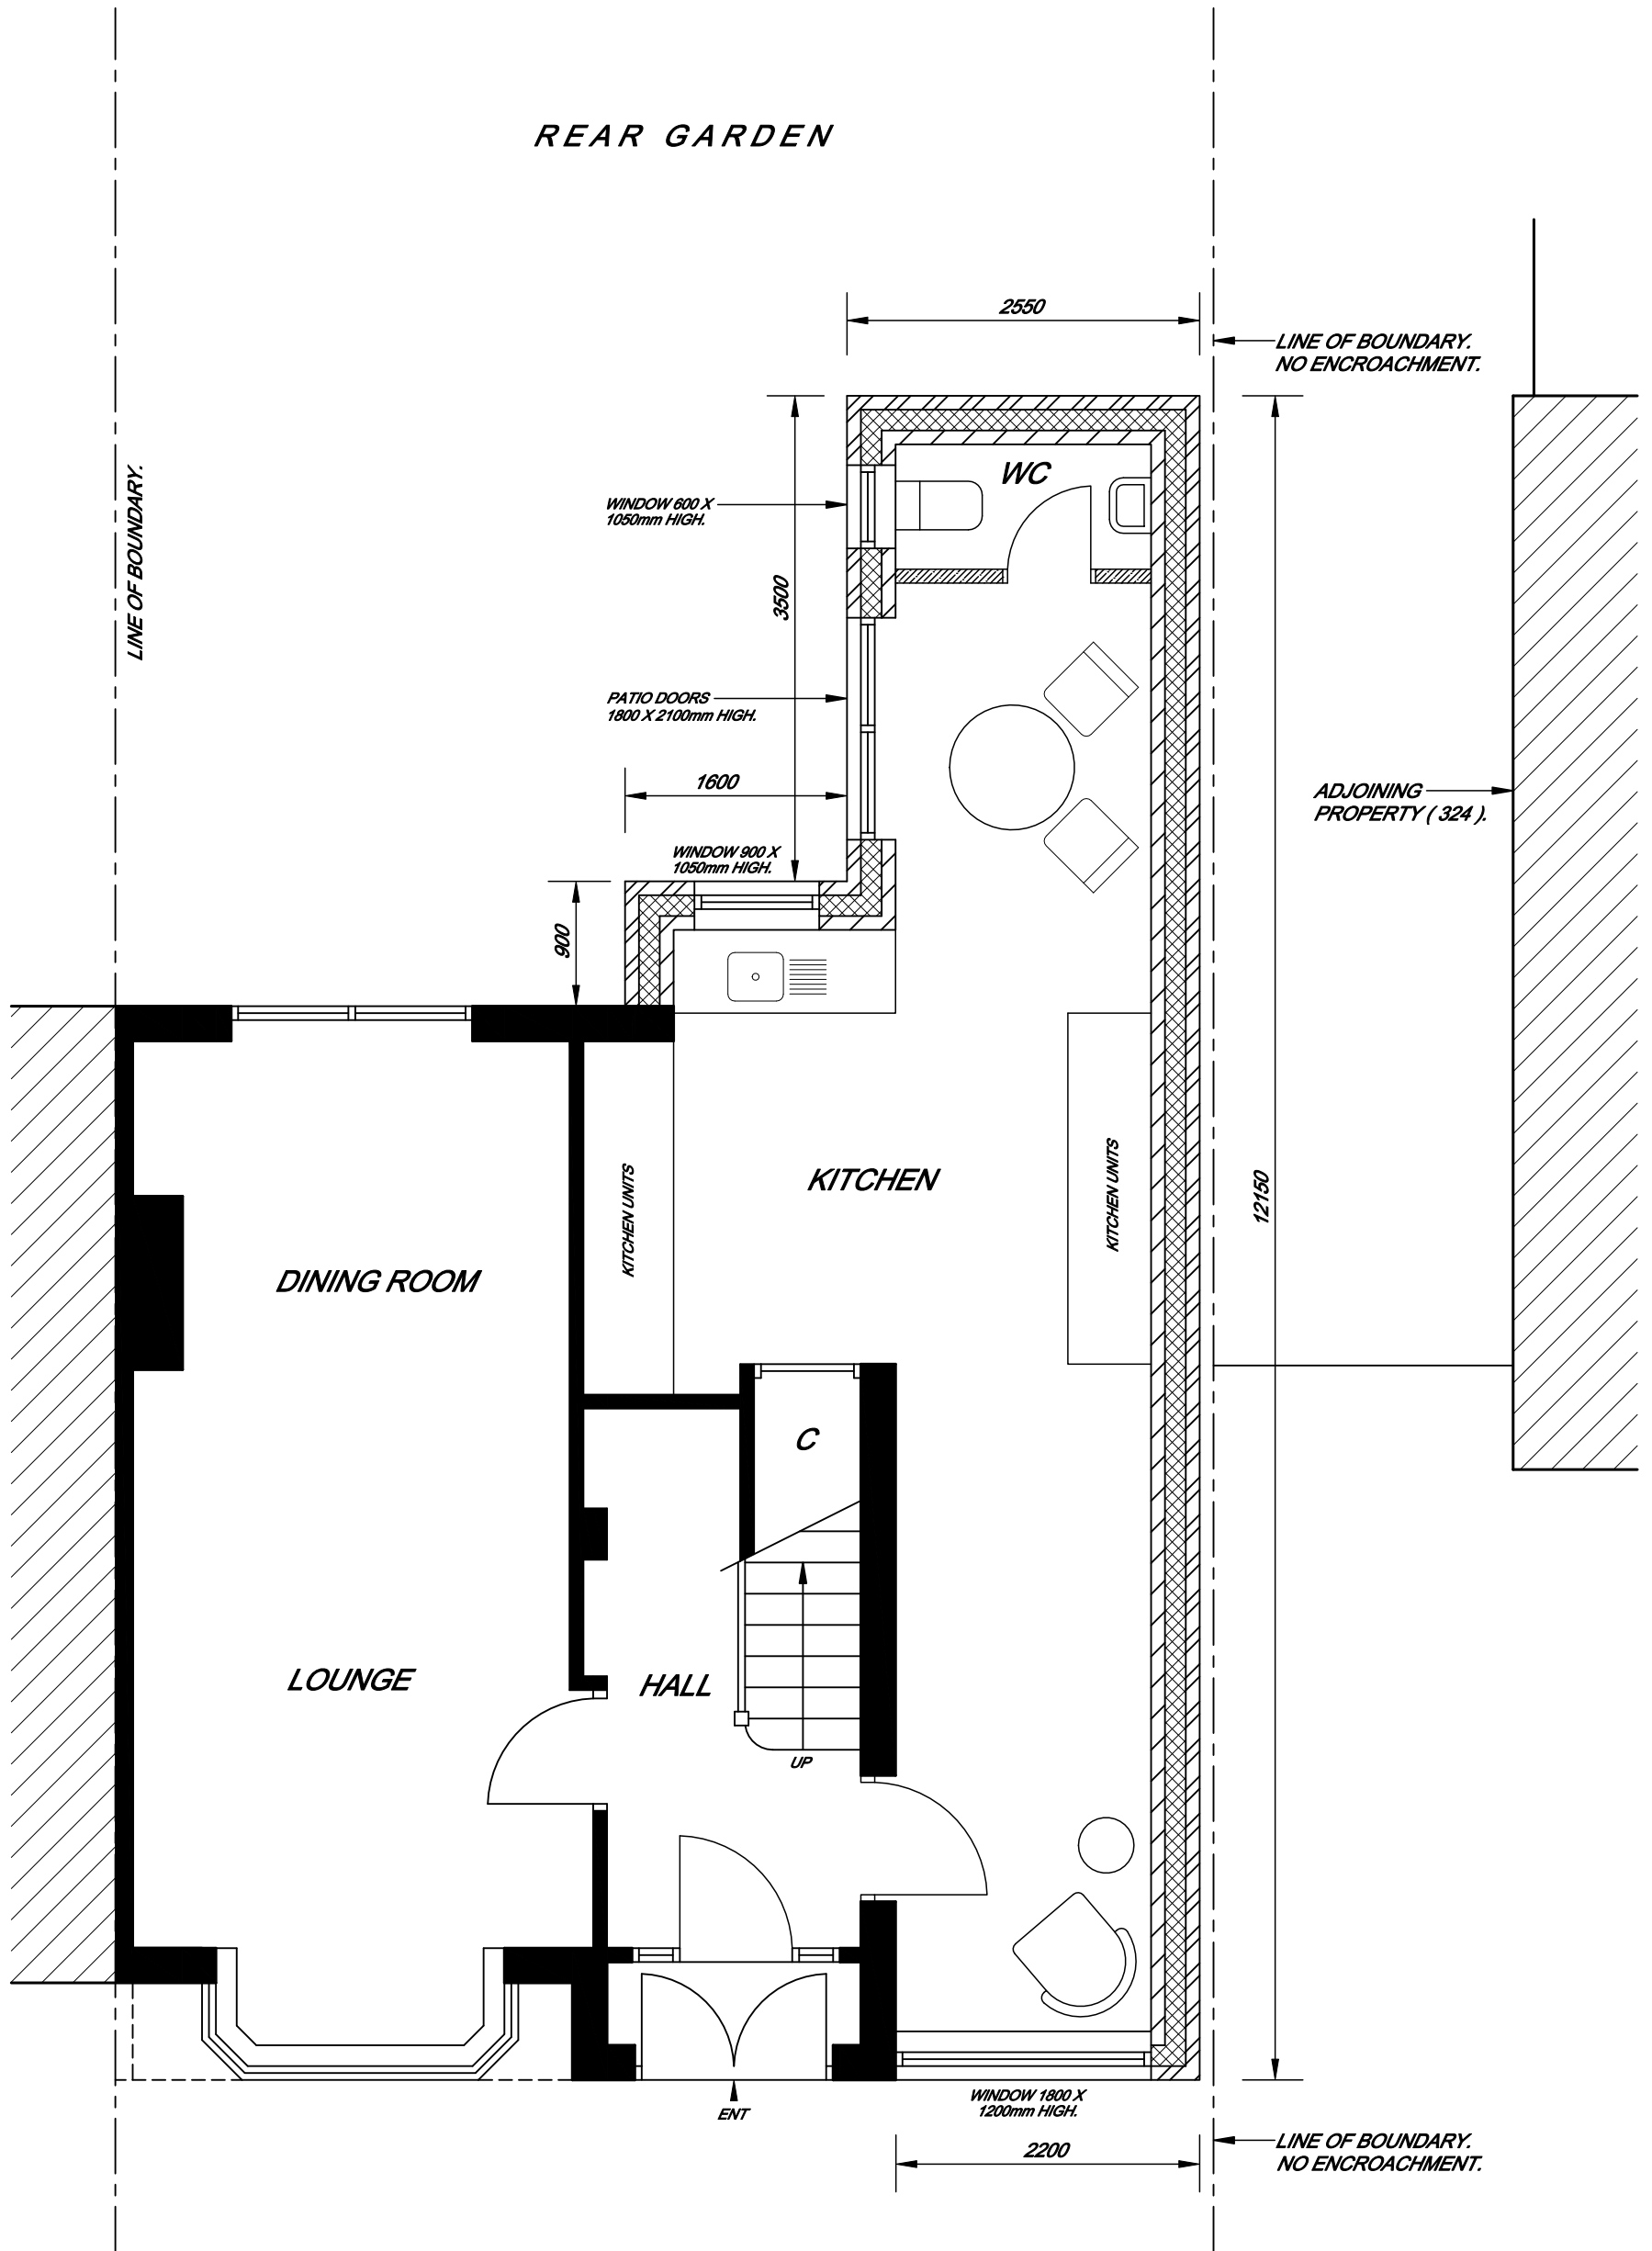 REAR GARDEN
2550
LINE OF BOUNDARY.
NO ENCROACHMENT.
LINE OF BOUNDARY.
WC
WINDOW 600 X
1050mm HIGH.
3500
PATIO DOORS
1800 X 2100mm HIGH.
1600
ADJOINING
PROPERTY ( 324 ).
WINDOW 900 X
1050mm HIGH.
900
KITCHEN
KITCHEN UNITS
KITCHEN UNITS
12150
DINING ROOM
C
LOUNGE
HALL
UP
WINDOW 1800 X
1200mm HIGH.
ENT
2200
LINE OF BOUNDARY.
NO ENCROACHMENT.